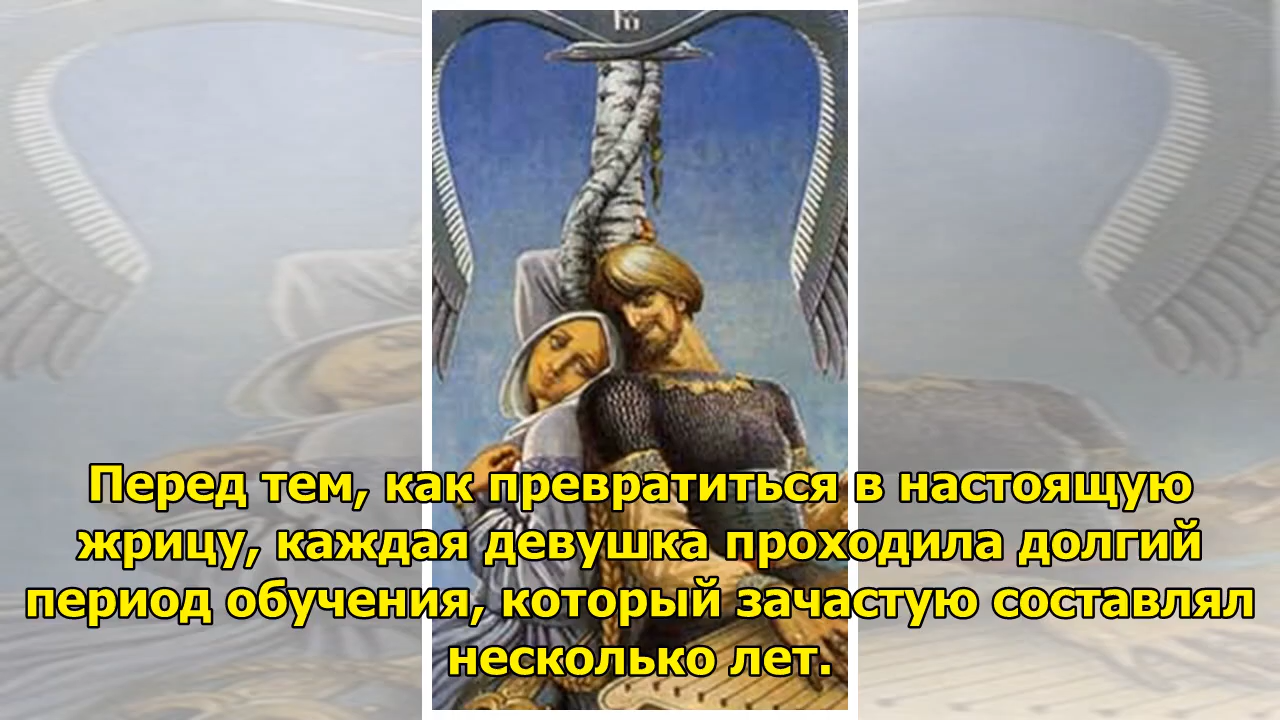 Перед тем, как превратиться в настоящую
жрицу, каждая девушка проходила долгий
период обучения, который зачастую составлял
несколько лет.